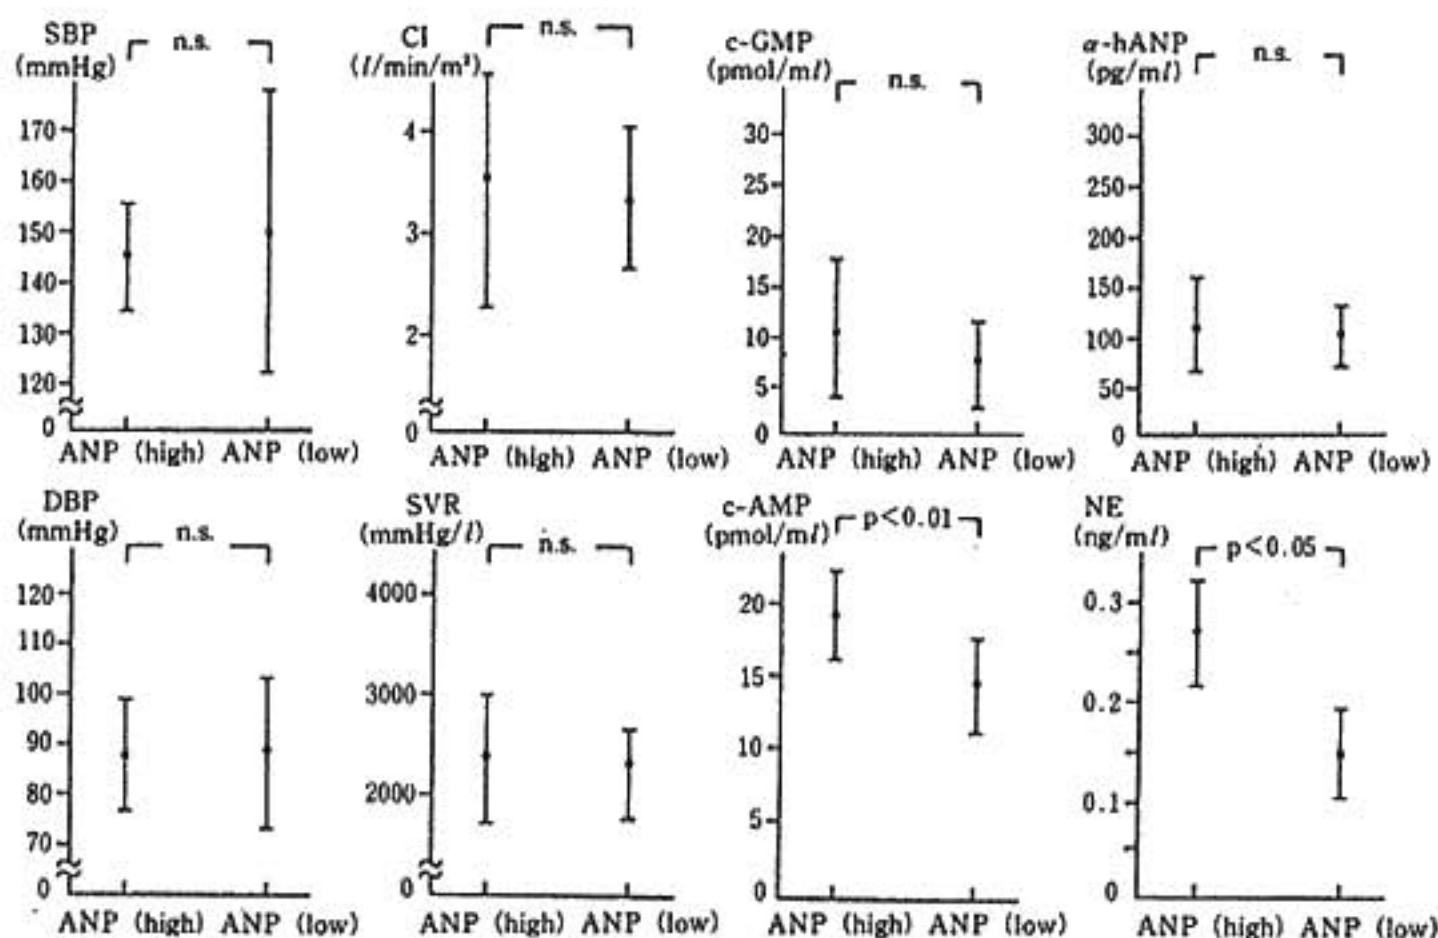 SBP
(mmHg)
n.s.
170
160
150
140
130
120
0
ANP (high) ANP (low)
CI
(l/min/m²)
n.s.
4
3
2
0
ANP (high) ANP (low)
c-GMP
(pmol/ml)
n.s.
30
25
20
15
10
5
0
ANP (high) ANP (low)
α-hANP
(pg/ml)
n.s.
300
250
200
150
100
50
0
ANP (high) ANP (low)
DBP
(mmHg)
n.s.
120
110
100
90
80
70
0
ANP (high) ANP (low)
SVR
(mmHg/l)
n.s.
4000
3000
2000
0
ANP (high) ANP (low)
c-AMP
(pmol/ml)
p<0.01
20
15
10
5
0
ANP (high) ANP (low)
NE
(ng/ml)
p<0.05
0.3
0.2
0.1
0
ANP (high) ANP (low)